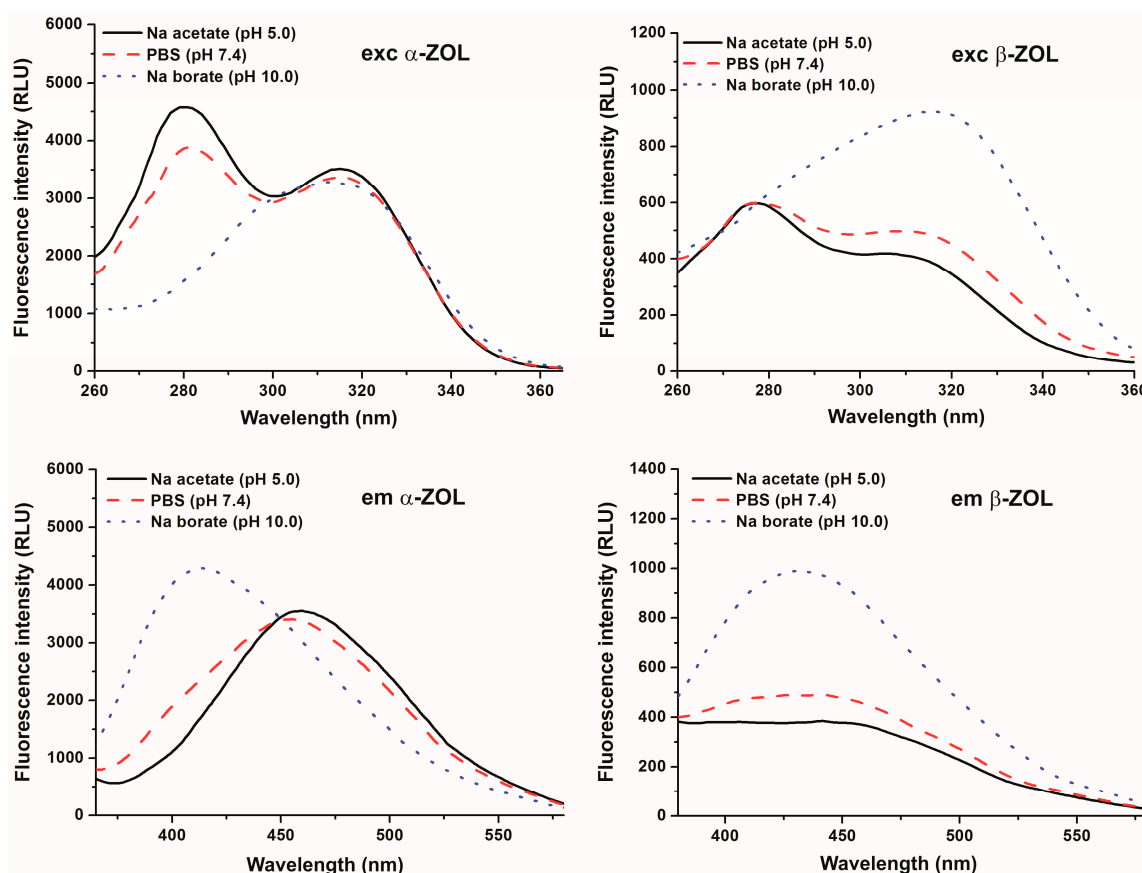 exc α-ZOL
Na acetate (pH 5.0)
PBS (pH 7.4)
Na borate (pH 10.0)
Fluorescence intensity (RLU)
6000
5000
4000
3000
2000
1000
0
260 280 300 320 340 360
Wavelength (nm)
exc β-ZOL
Na acetate (pH 5.0)
PBS (pH 7.4)
Na borate (pH 10.0)
Fluorescence intensity (RLU)
1200
1000
800
600
400
200
0
260 280 300 320 340 360
Wavelength (nm)
em α-ZOL
Na acetate (pH 5.0)
PBS (pH 7.4)
Na borate (pH 10.0)
Fluorescence intensity (RLU)
6000
5000
4000
3000
2000
1000
0
400 450 500 550
Wavelength (nm)
em β-ZOL
Na acetate (pH 5.0)
PBS (pH 7.4)
Na borate (pH 10.0)
Fluorescence intensity (RLU)
1400
1200
1000
800
600
400
200
0
400 450 500 550
Wavelength (nm)